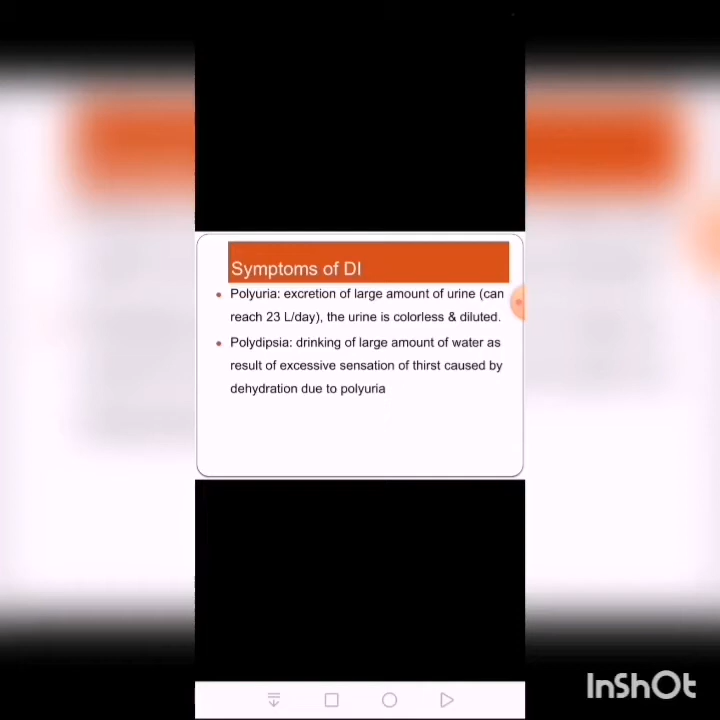 Symptoms of DI
Polyuria: excretion of large amount of urine (can
reach 23 L/day), the urine is colorless & diluted.
Polydipsia: drinking of large amount of water as
result of excessive sensation of thirst caused by
dehydration due to polyuria
InShOt